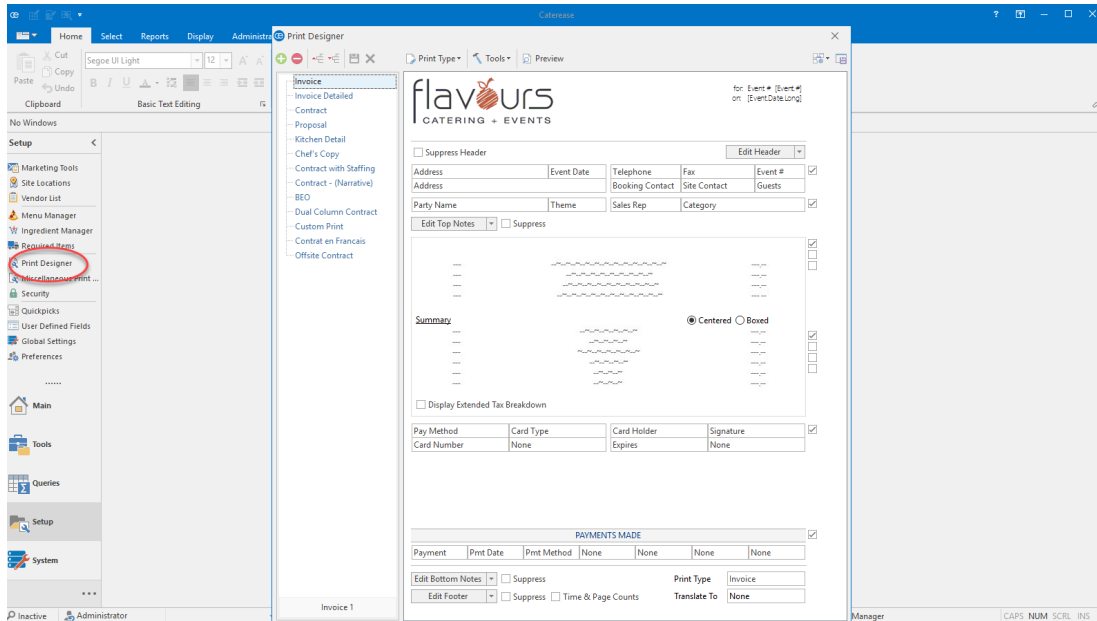 Caterease
Home Select Reports Display Administra
Cut
Copy
Paste Undo
Segoe UI Light 12
B I U A
Clipboard Basic Text Editing
No Windows
Setup
Marketing Tools
Site Locations
Vendor List
Menu Manager
Ingredient Manager
Required Items
Print Designer
Miscellaneous Print ...
Security
Quickpicks
User Defined Fields
Global Settings
Preferences
Main
Tools
Queries
Setup
System
Inactive Administrator
Print Designer
Print Type Tools Preview
Invoice
Invoice Detailed
Contract
Proposal
Kitchen Detail
Chef's Copy
Contract with Staffing
Contract - (Narrative)
BEO
Dual Column Contract
Custom Print
Contrat en Francais
Offsite Contract
Invoice 1
flavours
CATERING + EVENTS
for: Event # [Event.#]
on: [Event.Date.Long]
Suppress Header Edit Header
Address Event Date Telephone Fax Event #
Address Booking Contact Site Contact Guests
Party Name Theme Sales Rep Category
Edit Top Notes Suppress
Summary Centered Boxed
Display Extended Tax Breakdown
Pay Method Card Type Card Holder Signature
Card Number None Expires None
PAYMENTS MADE
Payment Pmt Date Pmt Method None None None None
Edit Bottom Notes Suppress Print Type Invoice
Edit Footer Suppress Time & Page Counts Translate To None
Manager CAPS NUM SCRL INS